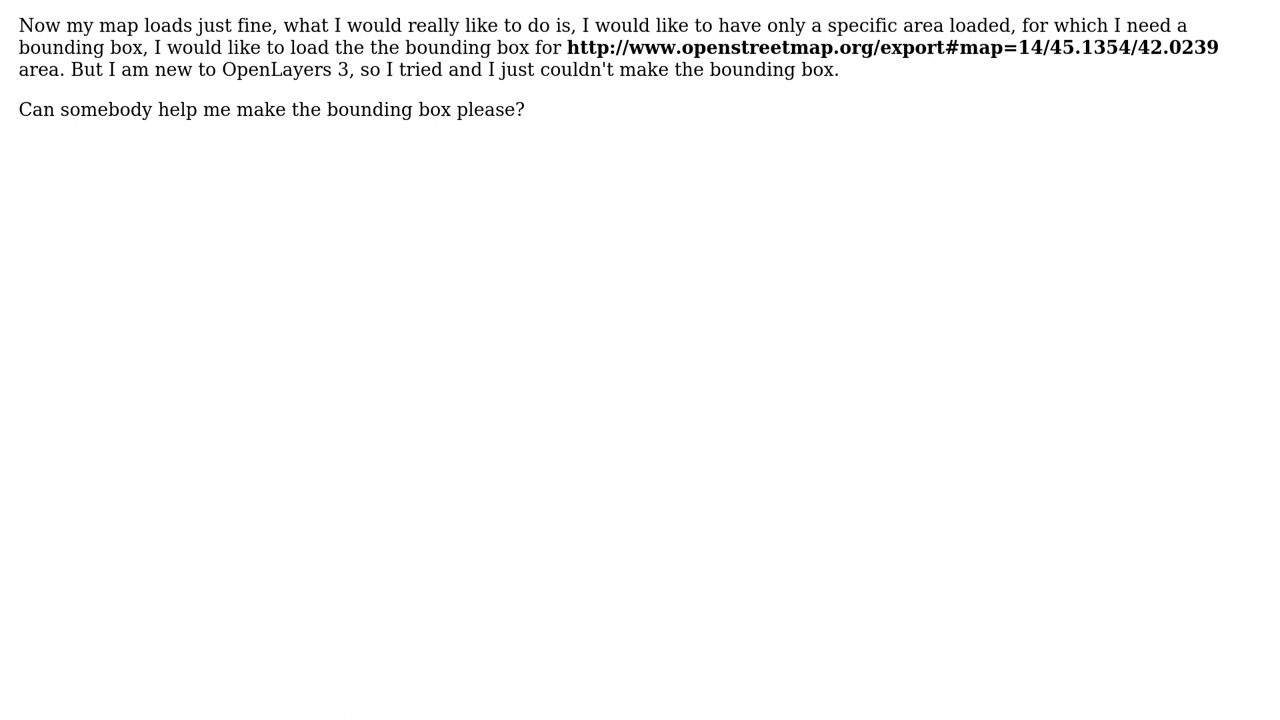 Now my map loads just fine, what I would really like to do is, I would like to have only a specific area loaded, for which I need a
bounding box, I would like to load the the bounding box for http://www.openstreetmap.org/export#map=14/45.1354/42.0239
area. But I am new to OpenLayers 3, so I tried and I just couldn't make the bounding box.
Can somebody help me make the bounding box please?